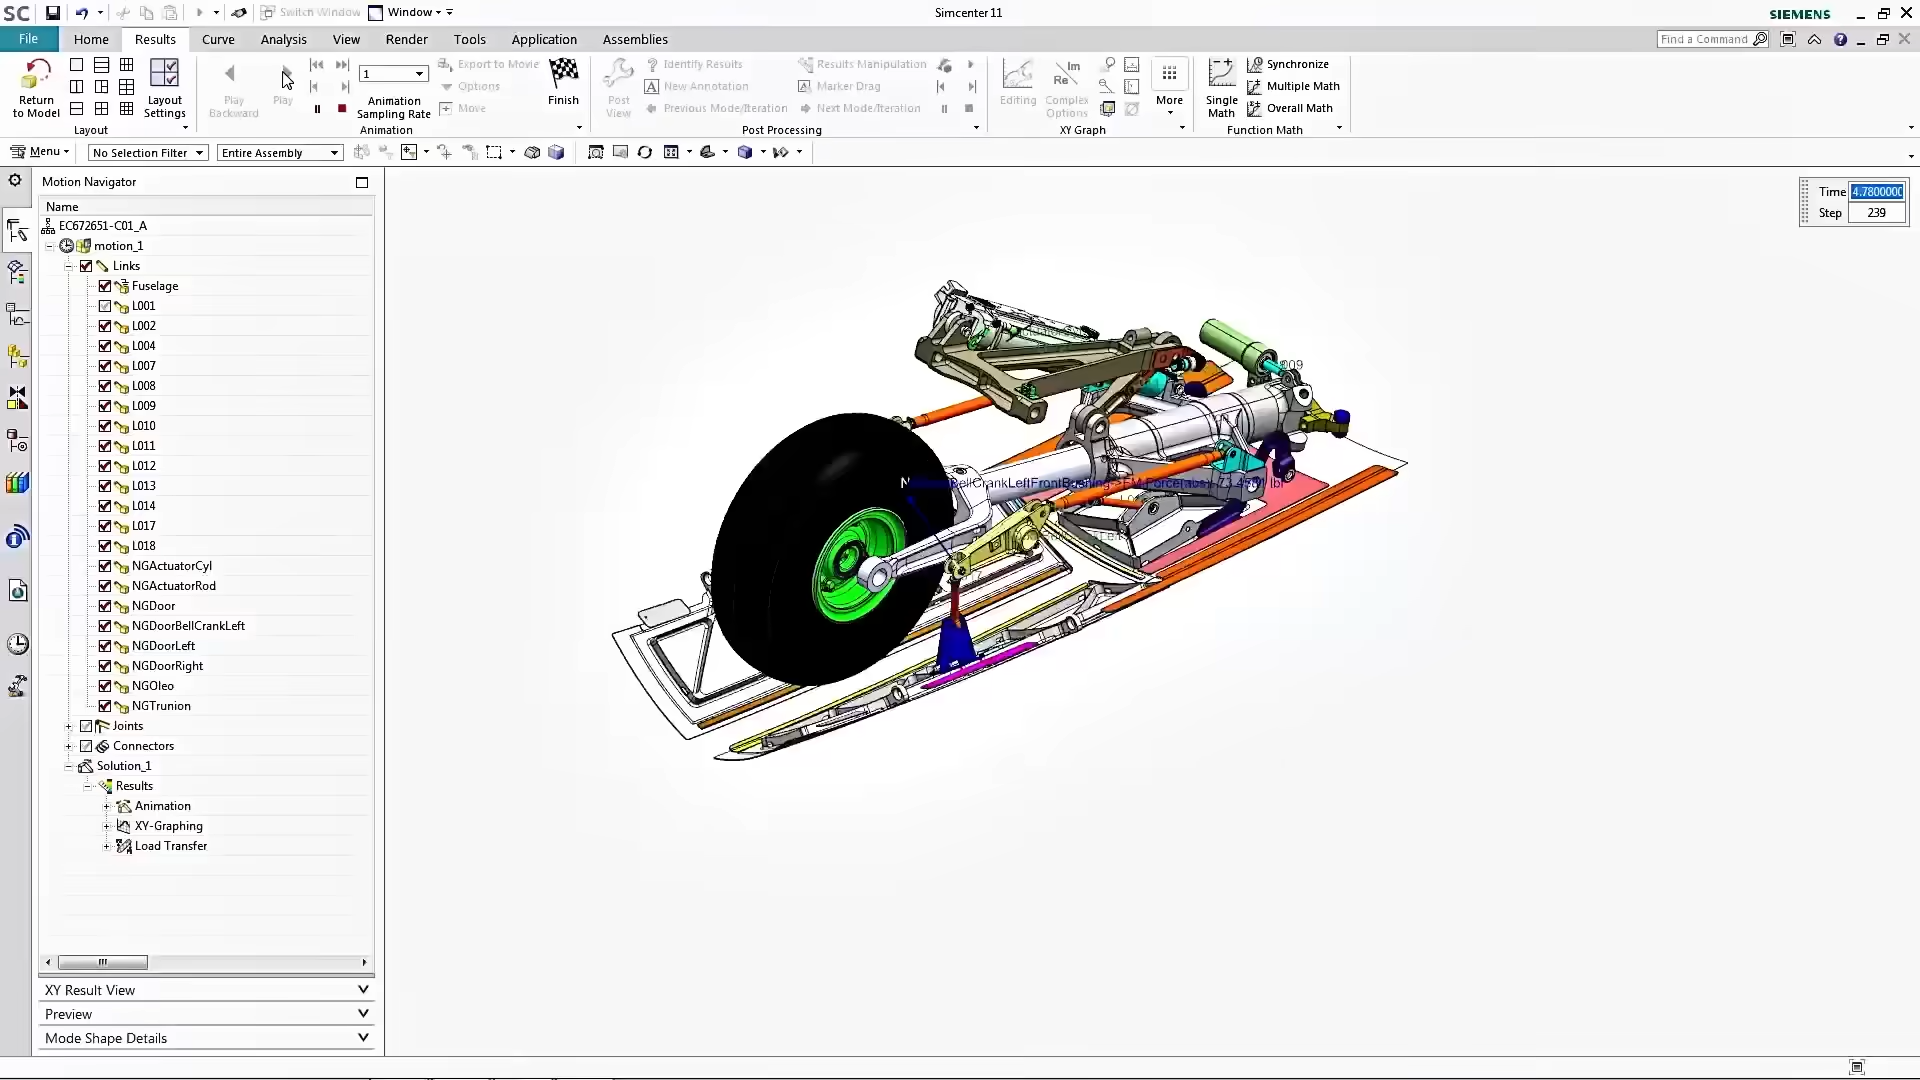 SC
Switch Window
Window
Simcenter 11
SIEMENS
File
Home
Results
Curve
Analysis
View
Render
Tools
Application
Assemblies
Find a Command
Return to Model
Layout Settings
Layout
Play Backward
Play
1
Animation Sampling Rate
Export to Movie
Options
Move
Finish
Animation
Post View
Identify Results
New Annotation
Previous Mode/Iteration
Results Manipulation
Marker Drag
Next Mode/Iteration
Post Processing
Editing
Re/Im
Complex Options
More
XY Graph
Single Math
Synchronize
Multiple Math
Overall Math
Function Math
Menu
No Selection Filter
Entire Assembly
Motion Navigator
Name
EC672651-C01_A
motion_1
Links
Fuselage
L001
L002
L004
L007
L008
L009
L010
L011
L012
L013
L014
L017
L018
NGActuatorCyl
NGActuatorRod
NGDoor
NGDoorBellCrankLeft
NGDoorLeft
NGDoorRight
NGOleo
NGTrunion
Joints
Connectors
Solution_1
Results
Animation
XY-Graphing
Load Transfer
XY Result View
Preview
Mode Shape Details
Time
Step 239